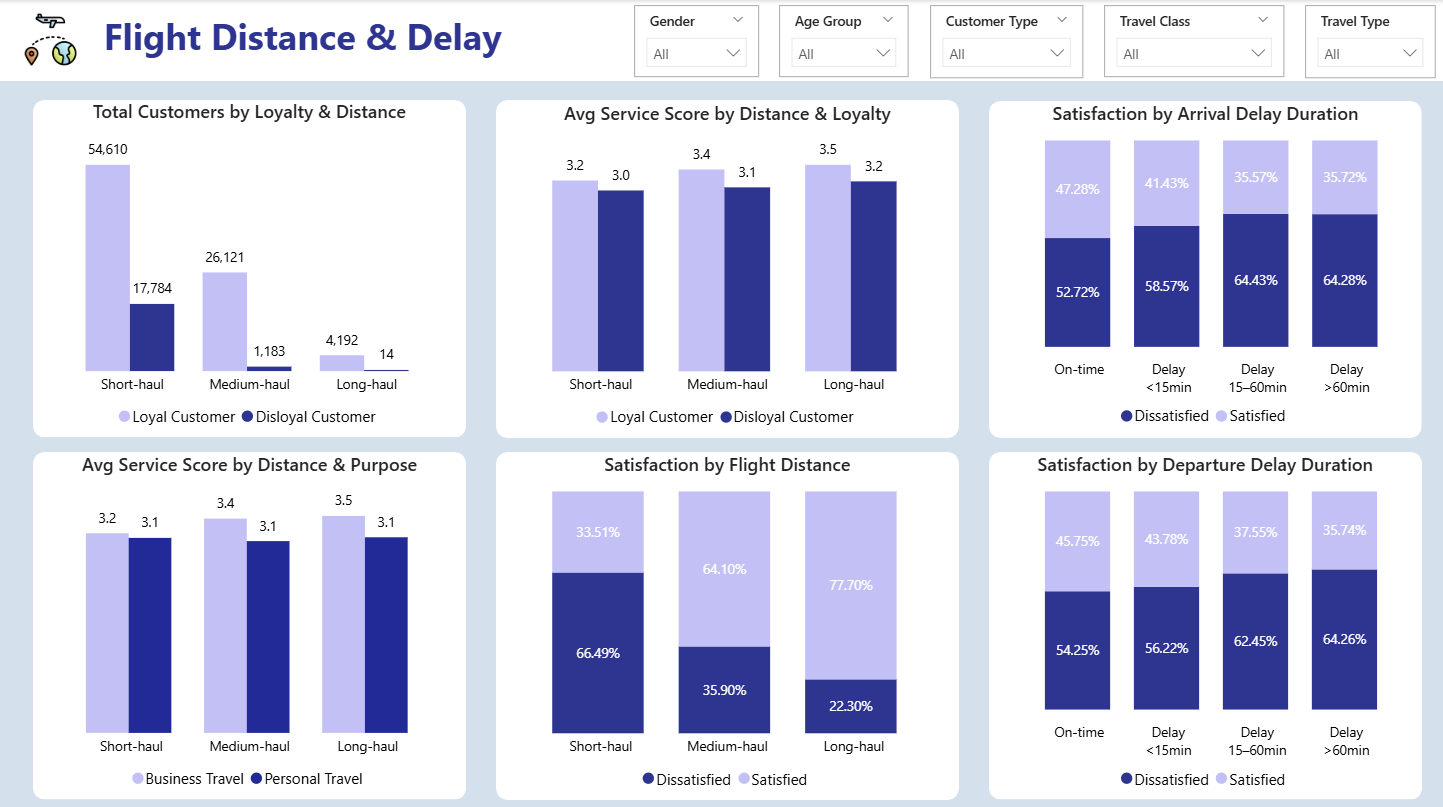 Flight Distance & Delay
Gender
All
Age Group
All
Customer Type
All
Travel Class
All
Travel Type
All
Total Customers by Loyalty & Distance
54,610
17,784
26,121
1,183
4,192
14
Short-haul
Medium-haul
Long-haul
Loyal Customer
Disloyal Customer
Avg Service Score by Distance & Loyalty
3.2
3.0
3.4
3.1
3.5
3.2
Short-haul
Medium-haul
Long-haul
Loyal Customer
Disloyal Customer
Satisfaction by Arrival Delay Duration
47.28%
41.43%
35.57%
35.72%
52.72%
58.57%
64.43%
64.28%
On-time
Delay
<15min
Delay
15–60min
Delay
>60min
Dissatisfied
Satisfied
Avg Service Score by Distance & Purpose
3.2
3.1
3.4
3.1
3.5
3.1
Short-haul
Medium-haul
Long-haul
Business Travel
Personal Travel
Satisfaction by Flight Distance
33.51%
64.10%
77.70%
66.49%
35.90%
22.30%
Short-haul
Medium-haul
Long-haul
Dissatisfied
Satisfied
Satisfaction by Departure Delay Duration
45.75%
43.78%
37.55%
35.74%
54.25%
56.22%
62.45%
64.26%
On-time
Delay
<15min
Delay
15–60min
Delay
>60min
Dissatisfied
Satisfied